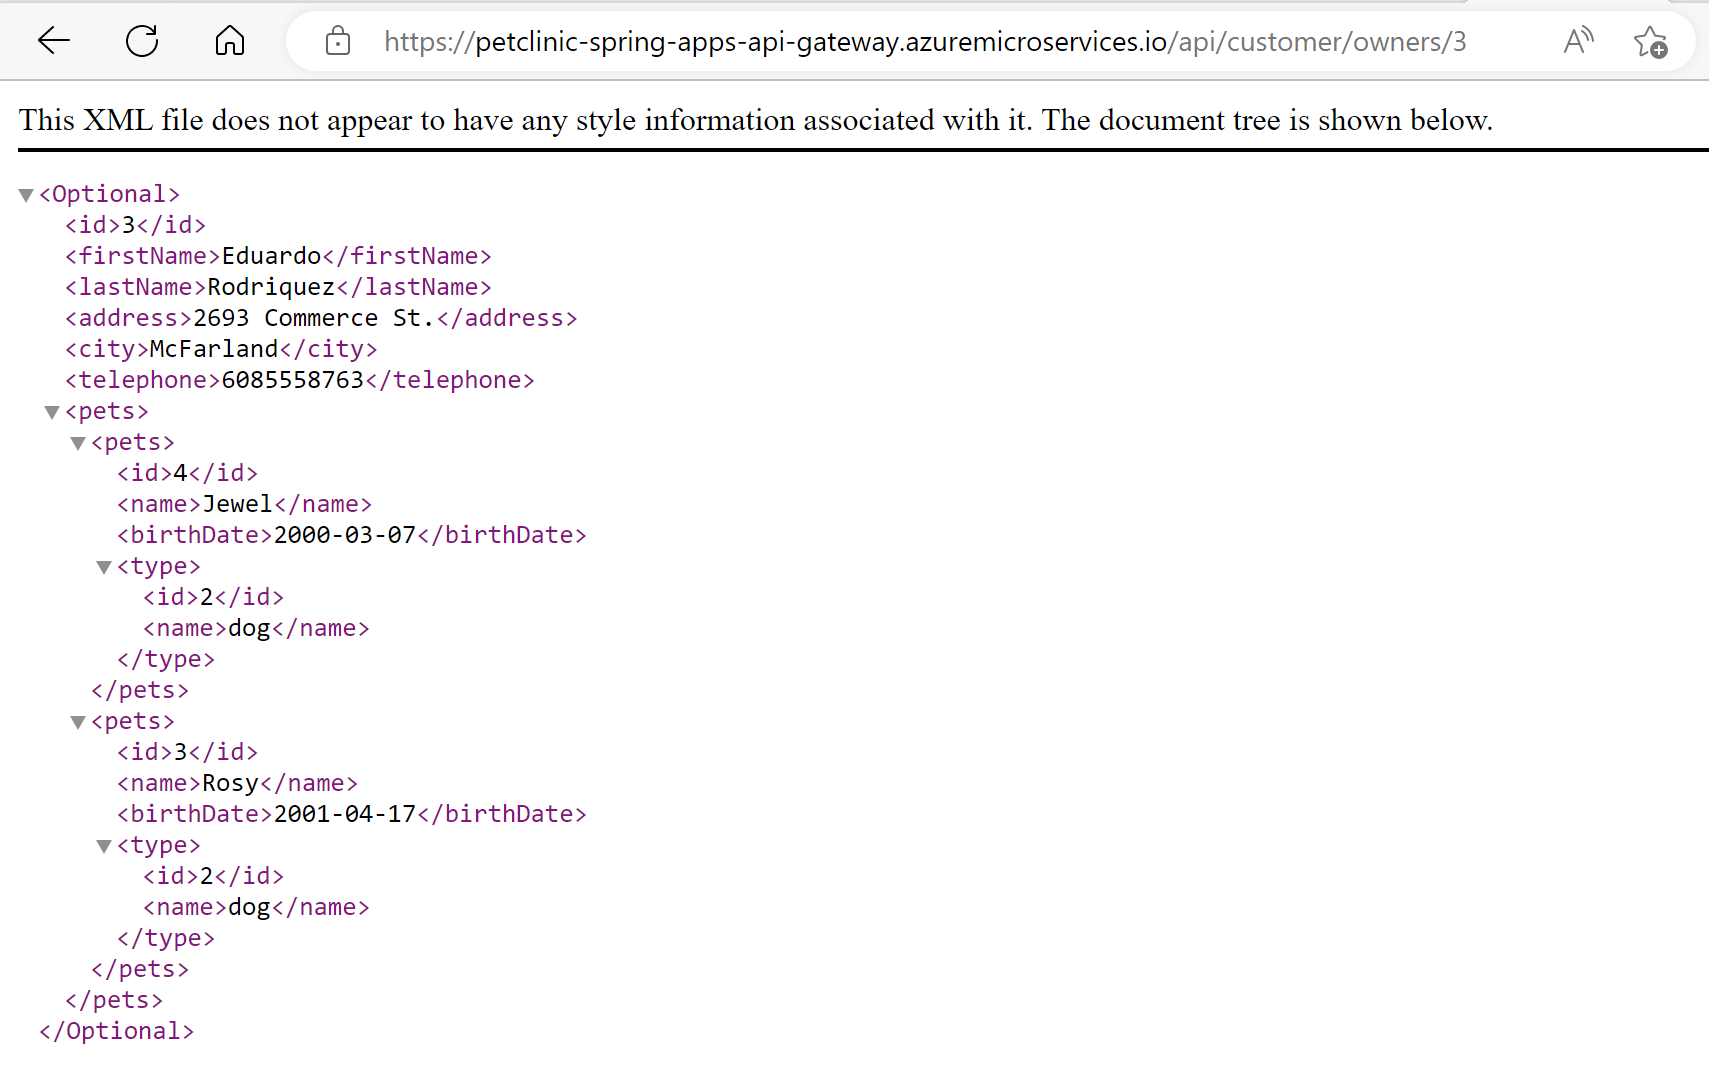 https://petclinic-spring-apps-api-gateway.azuremicroservices.io/api/customer/owners/3
This XML file does not appear to have any style information associated with it. The document tree is shown below.
<Optional>
<id>3</id>
<firstName>Eduardo</firstName>
<lastName>Rodriquez</lastName>
<address>2693 Commerce St.</address>
<city>McFarland</city>
<telephone>6085558763</telephone>
<pets>
<pets>
<id>4</id>
<name>Jewel</name>
<birthDate>2000-03-07</birthDate>
<type>
<id>2</id>
<name>dog</name>
</type>
</pets>
<pets>
<id>3</id>
<name>Rosy</name>
<birthDate>2001-04-17</birthDate>
<type>
<id>2</id>
<name>dog</name>
</type>
</pets>
</pets>
</Optional>